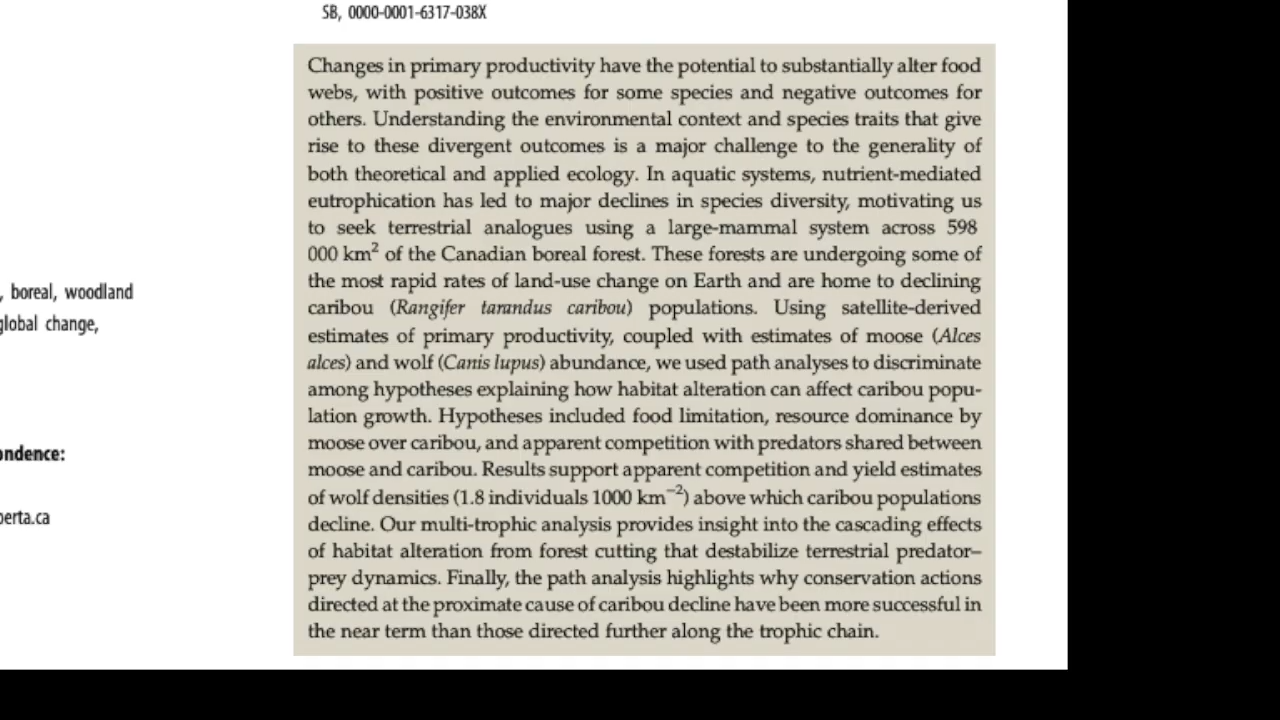 SB, 0000-0001-6317-038X
Changes in primary productivity have the potential to substantially alter food
webs, with positive outcomes for some species and negative outcomes for
others. Understanding the environmental context and species traits that give
rise to these divergent outcomes is a major challenge to the generality of
both theoretical and applied ecology. In aquatic systems, nutrient-mediated
eutrophication has led to major declines in species diversity, motivating us
to seek terrestrial analogues using a large-mammal system across 598
000 km² of the Canadian boreal forest. These forests are undergoing some of
the most rapid rates of land-use change on Earth and are home to declining
caribou (Rangifer tarandus caribou) populations. Using satellite-derived
estimates of primary productivity, coupled with estimates of moose (Alces
alces) and wolf (Canis lupus) abundance, we used path analyses to discriminate
among hypotheses explaining how habitat alteration can affect caribou popu-
lation growth. Hypotheses included food limitation, resource dominance by
moose over caribou, and apparent competition with predators shared between
moose and caribou. Results support apparent competition and yield estimates
of wolf densities (1.8 individuals 1000 km⁻²) above which caribou populations
decline. Our multi-trophic analysis provides insight into the cascading effects
of habitat alteration from forest cutting that destabilize terrestrial predator–
prey dynamics. Finally, the path analysis highlights why conservation actions
directed at the proximate cause of caribou decline have been more successful in
the near term than those directed further along the trophic chain.
, boreal, woodland
global change,
ondence:
berta.ca